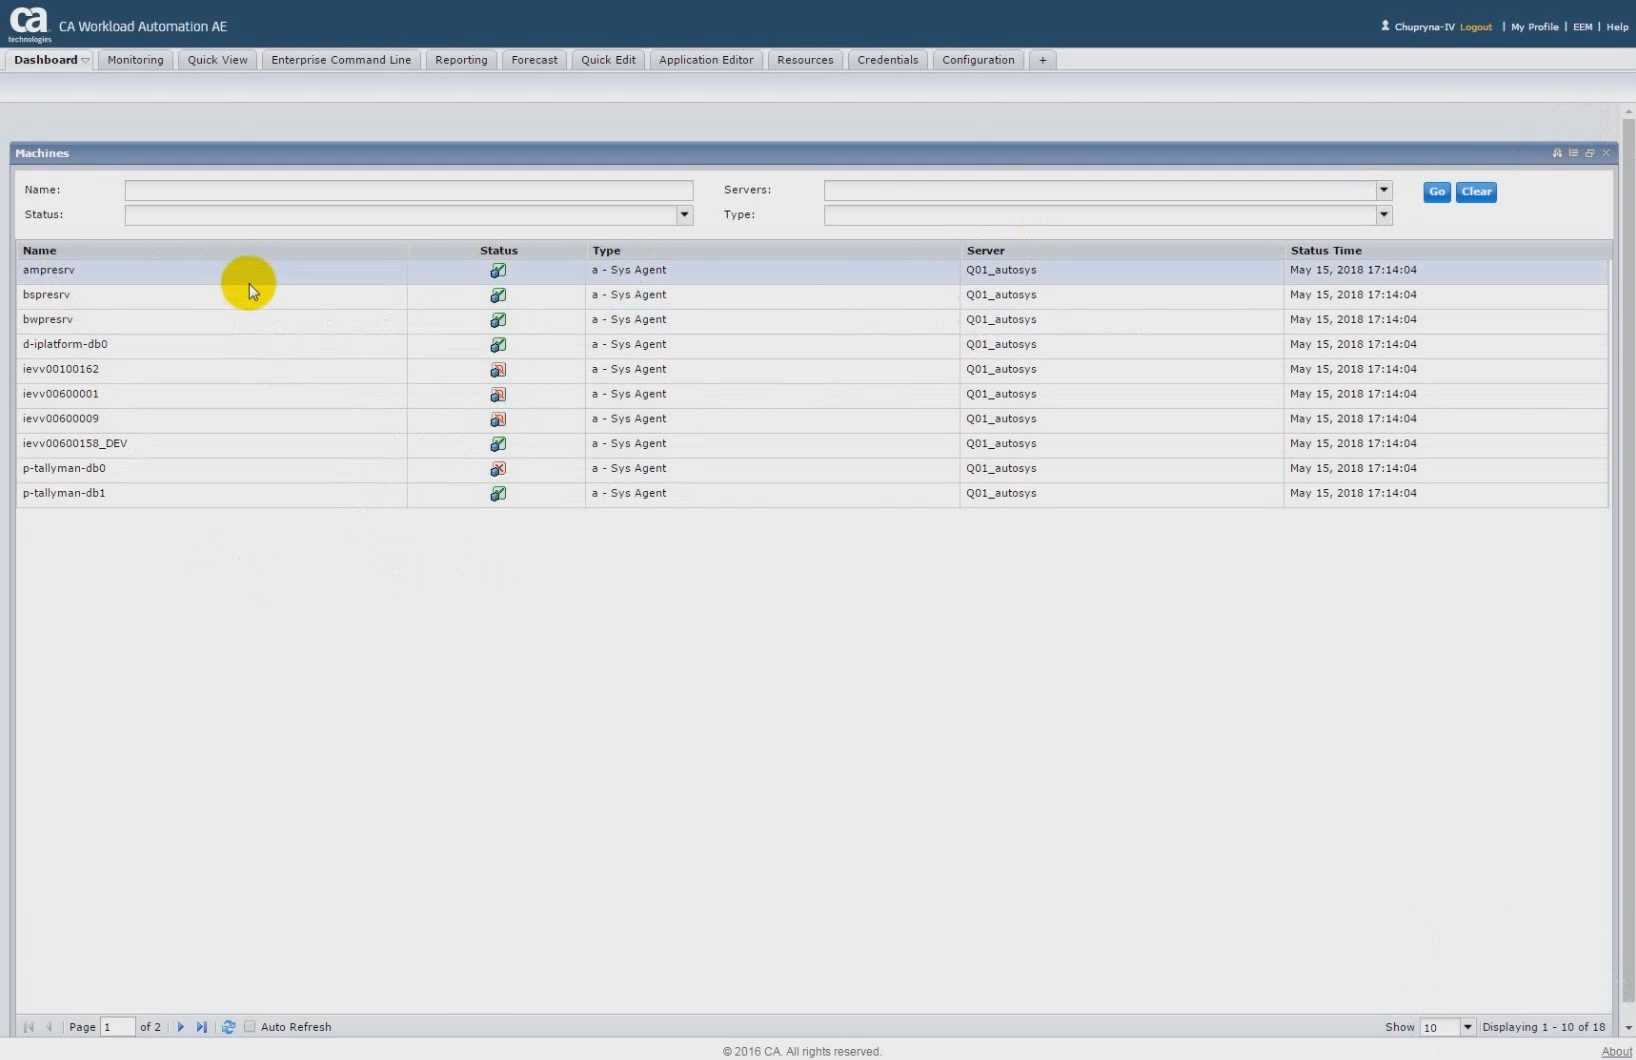 ca
technologies
CA Workload Automation AE
Chupryna-IV Logout | My Profile | EEM | Help
Dashboard Monitoring Quick View Enterprise Command Line Reporting Forecast Quick Edit Application Editor Resources Credentials Configuration +
Machines
Name: Servers: Go Clear
Status: Type:
Name Status Type Server Status Time
ampresrv a - Sys Agent Q01_autosys May 15, 2018 17:14:04
bspresrv a - Sys Agent Q01_autosys May 15, 2018 17:14:04
bwpresrv a - Sys Agent Q01_autosys May 15, 2018 17:14:04
d-iplatform-db0 a - Sys Agent Q01_autosys May 15, 2018 17:14:04
ievv00100162 a - Sys Agent Q01_autosys May 15, 2018 17:14:04
ievv00600001 a - Sys Agent Q01_autosys May 15, 2018 17:14:04
ievv00600009 a - Sys Agent Q01_autosys May 15, 2018 17:14:04
ievv00600158_DEV a - Sys Agent Q01_autosys May 15, 2018 17:14:04
p-tallyman-db0 a - Sys Agent Q01_autosys May 15, 2018 17:14:04
p-tallyman-db1 a - Sys Agent Q01_autosys May 15, 2018 17:14:04
Page 1 of 2 Auto Refresh Show 10 Displaying 1 - 10 of 18
© 2016 CA. All rights reserved. About